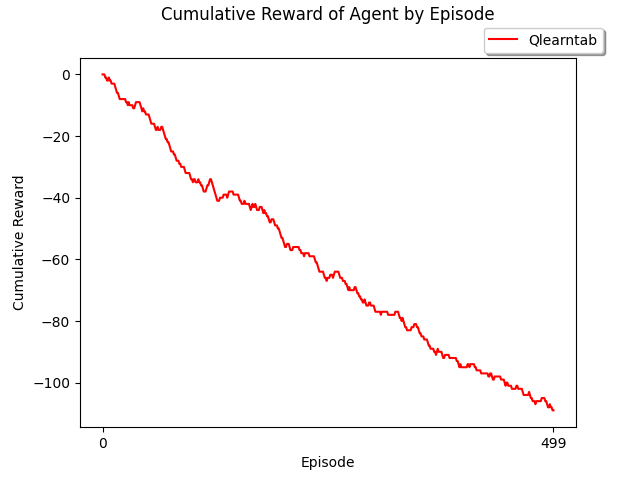 Cumulative Reward of Agent by Episode
Qlearntab
0
−20
−40
−60
−80
−100
Cumulative Reward
0
499
Episode